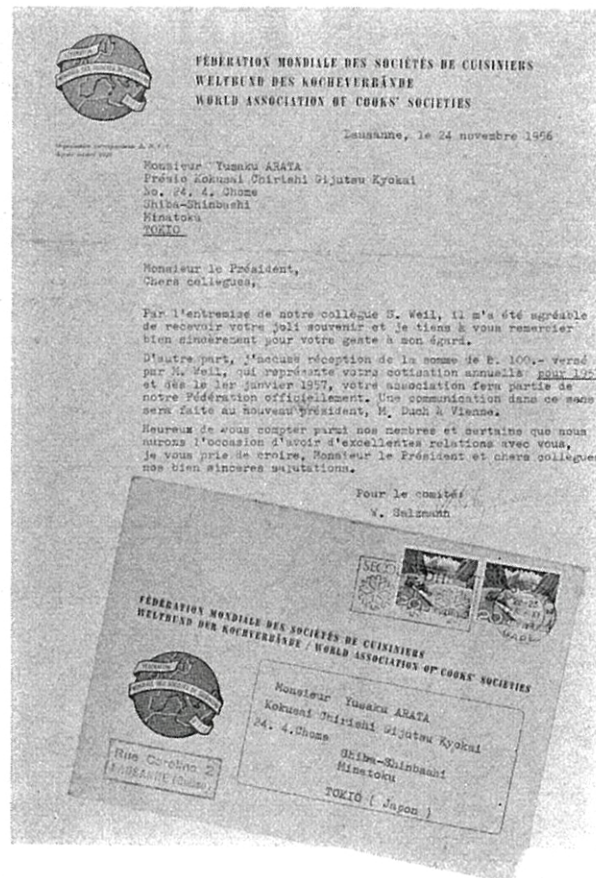 FÉDÉRATION MONDIALE DES SOCIÉTÉS DE CUISINIERS
WELTBUND DES KOCHEVERBÄNDE
WORLD ASSOCIATION OF COOKS' SOCIETIES
Lausanne, le 24 novembre 1956
Monsieur Yusaku ARATA
Présid Kokusai Chirishi Gijutsu Kyokai
No. 24. 4. Chome
Shiba-Shinbashi
Minatoku
TOKIO
Monsieur le Président,
Chers collegues,
Par l'entremise de notre collègue S. Weil, il m'a été agréable
de recevoir votre joli souvenir et je tiens à vous remercier
bien sincèrement pour votre geste à mon égard.
D'autre part, j'accuse réception de la somme de 100.- versé
par M. Weil, qui représente votre cotisation annuelle pour 195
et dès le 1er janvier 1957, votre association fera partie de
notre Fédération officiellement. Une communication dans ce sens
sera faite au nouveau président, M. Duch à Vienne.
Heureux de vous compter parmi nos membres et certains que nous
aurons l'occasion d'avoir d'excellentes relations avec vous,
je vous prie de croire, Monsieur le Président et chers collègues
nos bien sinceres salutations.
Pour le comité:
W. Salzmann
FÉDÉRATION MONDIALE DES SOCIÉTÉS DE CUISINIERS
WELTBUND DER KOCHVERBÄNDE / WORLD ASSOCIATION OF COOKS' SOCIETIES
Monsieur Yusaku ARATA
Kokusai Chirishi Gijutsu Kyokai
24. 4.Chome
Shiba-Shinbashi
Minatoku
TOKIO ( Japon )
Rue Caroline 2
LAUSANNE (Suisse)